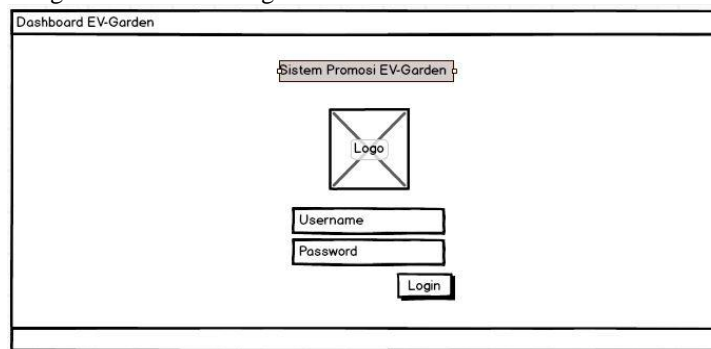 Dashboard EV-Garden
Sistem Promosi EV-Garden
Logo
Username
Password
Login